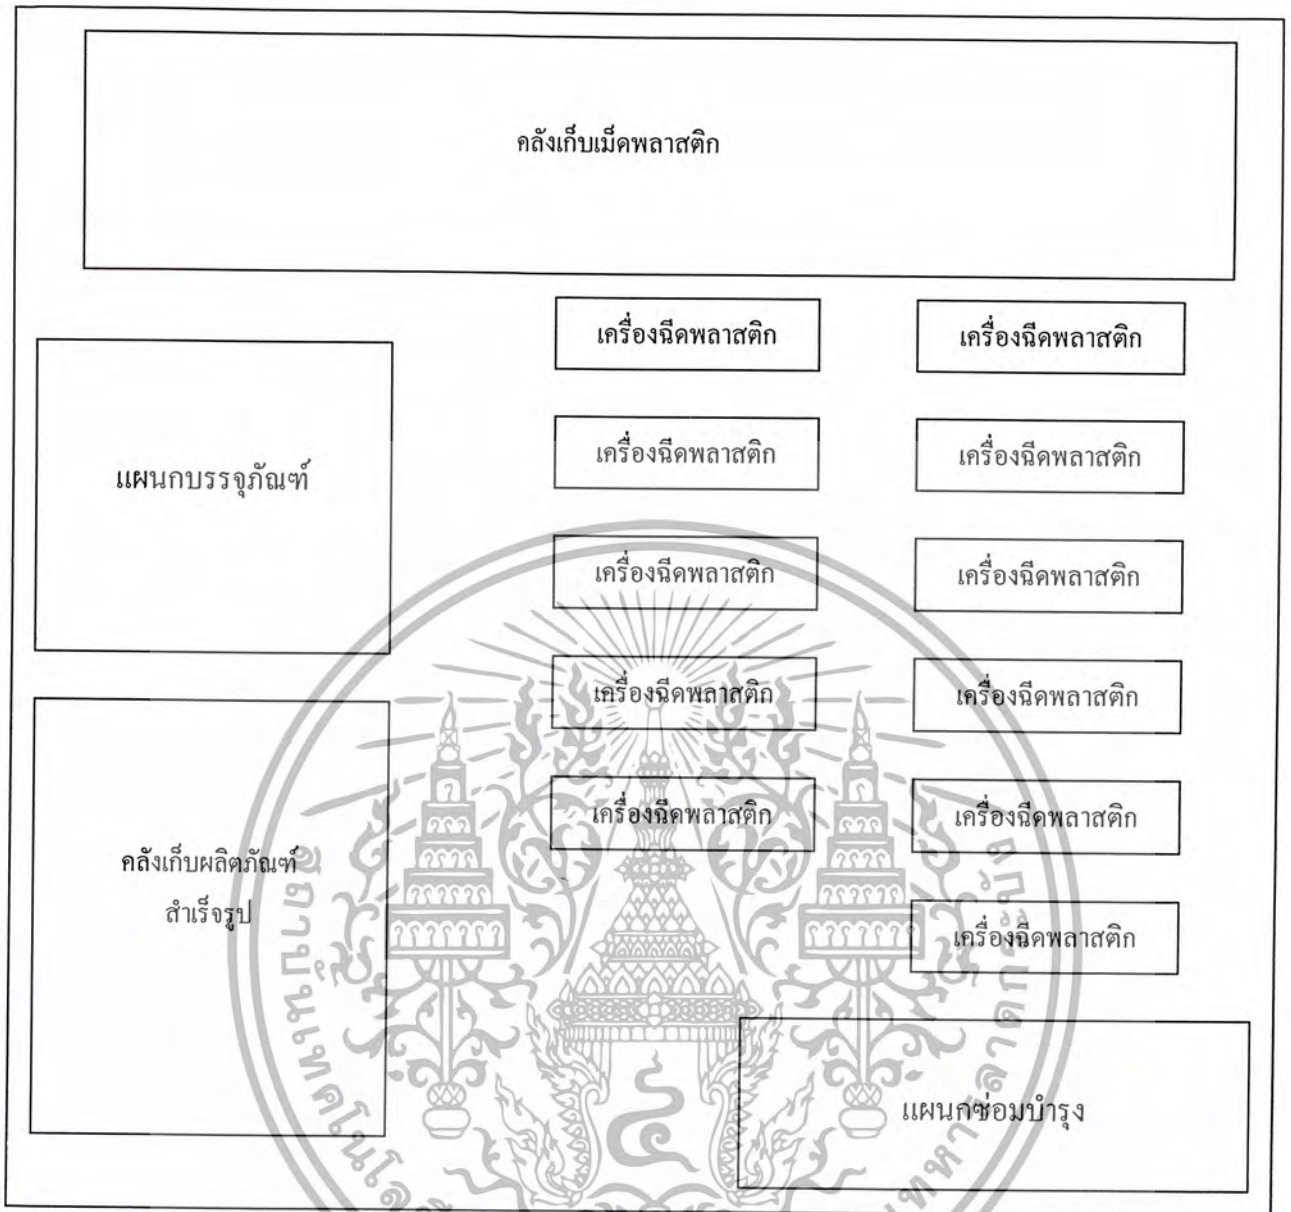 คลังเก็บเม็ดพลาสติก
เครื่องฉีดพลาสติก
เครื่องฉีดพลาสติก
แผนกบรรจุภัณฑ์
เครื่องฉีดพลาสติก
เครื่องฉีดพลาสติก
เครื่องฉีดพลาสติก
เครื่องฉีดพลาสติก
เครื่องฉีดพลาสติก
เครื่องฉีดพลาสติก
เครื่องฉีดพลาสติก
เครื่องฉีดพลาสติก
คลังเก็บผลิตภัณฑ์
สำเร็จรูป
เครื่องฉีดพลาสติก
แผนกซ่อมบำรุง